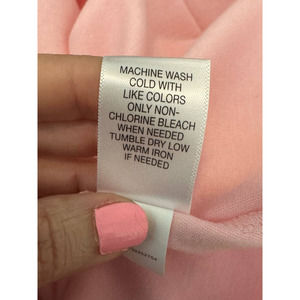 MACHINE WASH
COLD WITH
LIKE COLORS
ONLY NON-
CHLORINE BLEACH
WHEN NEEDED
TUMBLE DRY LOW
WARM IRON
IF NEEDED